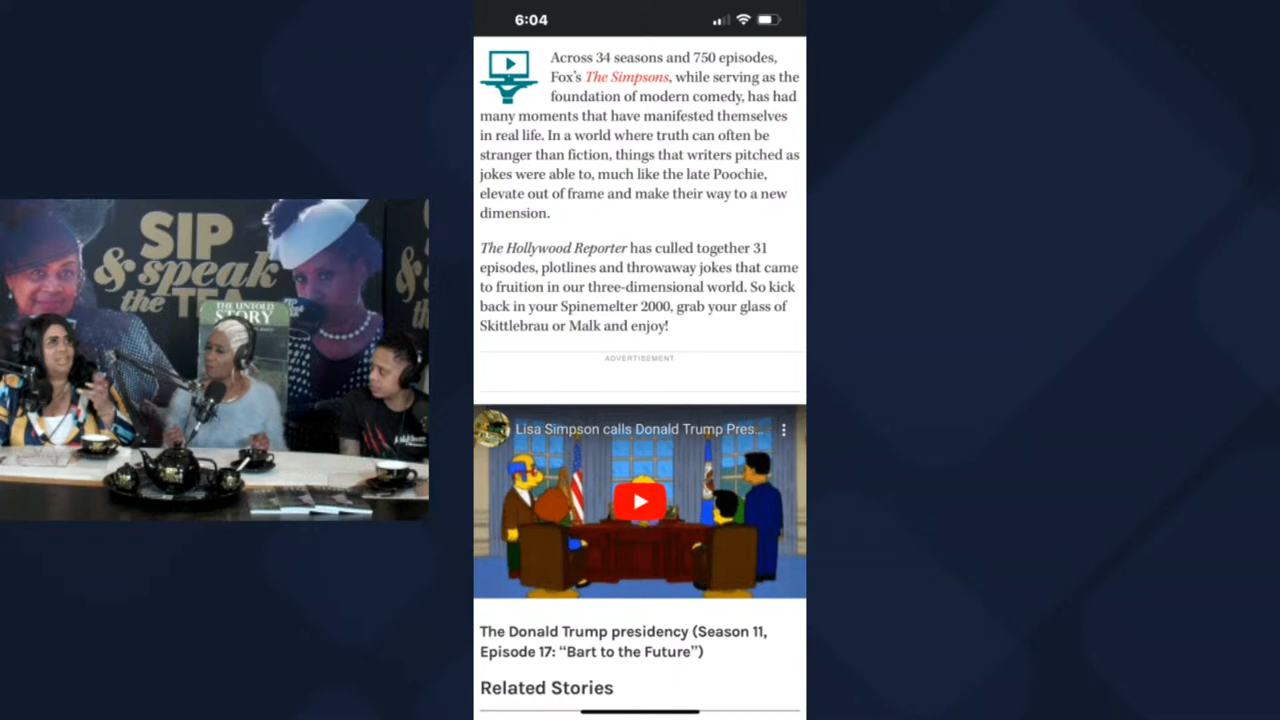 6:04
Across 34 seasons and 750 episodes,
Fox's The Simpsons, while serving as the
foundation of modern comedy, has had
many moments that have manifested themselves
in real life. In a world where truth can often be
stranger than fiction, things that writers pitched as
jokes were able to, much like the late Poochie,
elevate out of frame and make their way to a new
dimension.
The Hollywood Reporter has culled together 31
episodes, plotlines and throwaway jokes that came
to fruition in our three-dimensional world. So kick
back in your Spinemelter 2000, grab your glass of
Skittlebrau or Malk and enjoy!
ADVERTISEMENT
Lisa Simpson calls Donald Trump Pres...
The Donald Trump presidency (Season 11,
Episode 17: “Bart to the Future”)
Related Stories
SIP
& speak
the TEA
THE UNTOLD
STORY